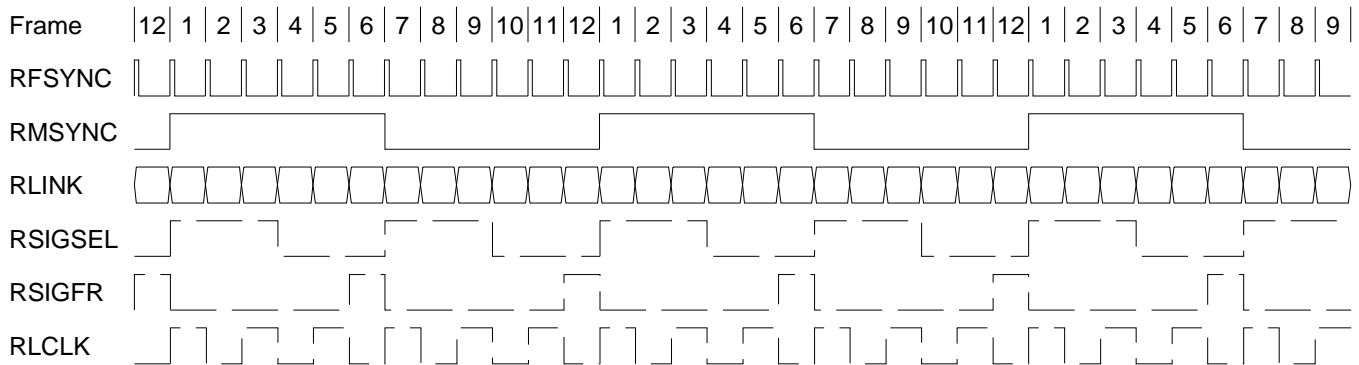 Frame 12 1 2 3 4 5 6 7 8 9 10 11 12 1 2 3 4 5 6 7 8 9 10 11 12 1 2 3 4 5 6 7 8 9
RFSYNC
RMSYNC
RLINK
RSIGSEL
RSIGFR
RLCLK